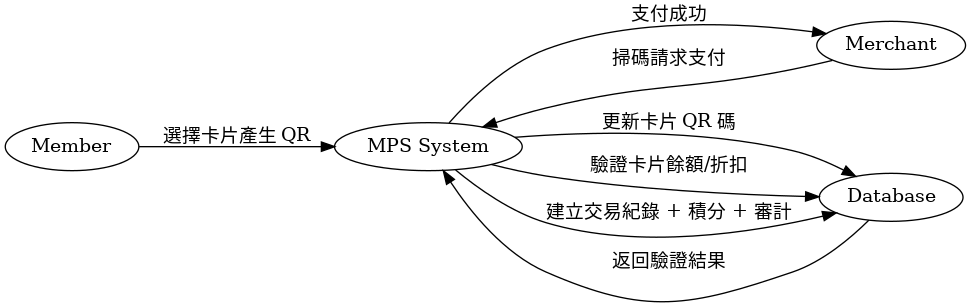 支付成功
Merchant
掃碼請求支付
更新卡片 QR 碼
Member
選擇卡片產生 QR
MPS System
驗證卡片餘額/折扣
Database
建立交易紀錄 + 積分 + 審計
返回驗證結果